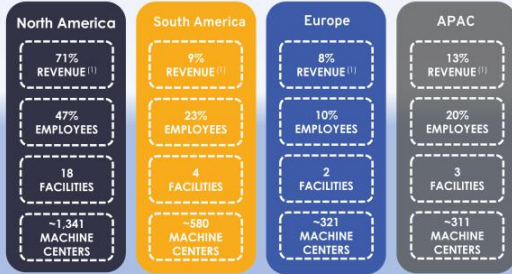 North America
71%
REVENUE (1)
47%
EMPLOYEES
18
FACILITIES
~1,341
MACHINE
CENTERS
South America
9%
REVENUE (1)
23%
EMPLOYEES
4
FACILITIES
~580
MACHINE
CENTERS
Europe
8%
REVENUE (1)
10%
EMPLOYEES
2
FACILITIES
~321
MACHINE
CENTERS
APAC
13%
REVENUE (1)
20%
EMPLOYEES
3
FACILITIES
~311
MACHINE
CENTERS